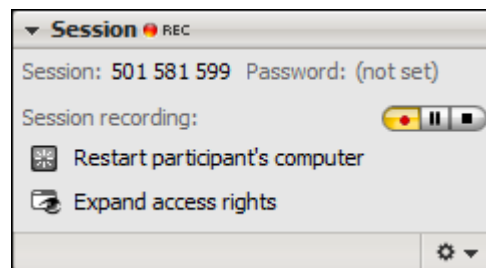 Session REC
Session: 501 581 599 Password: (not set)
Session recording:
Restart participant's computer
Expand access rights